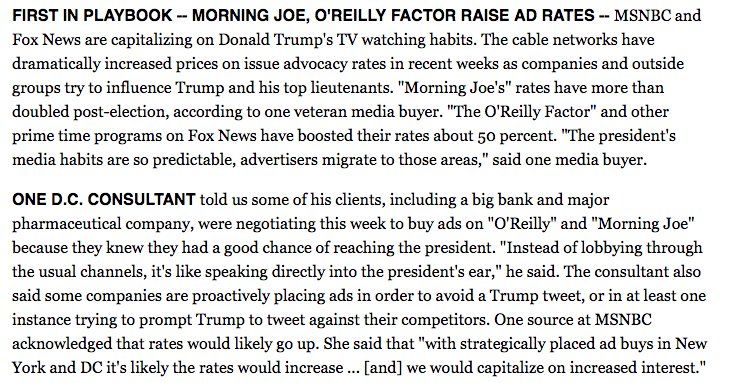 FIRST IN PLAYBOOK -- MORNING JOE, O'REILLY FACTOR RAISE AD RATES -- MSNBC and
Fox News are capitalizing on Donald Trump's TV watching habits. The cable networks have
dramatically increased prices on issue advocacy rates in recent weeks as companies and outside
groups try to influence Trump and his top lieutenants. "Morning Joe's" rates have more than
doubled post-election, according to one veteran media buyer. "The O'Reilly Factor" and other
prime time programs on Fox News have boosted their rates about 50 percent. "The president's
media habits are so predictable, advertisers migrate to those areas," said one media buyer.
ONE D.C. CONSULTANT told us some of his clients, including a big bank and major
pharmaceutical company, were negotiating this week to buy ads on "O'Reilly" and "Morning Joe"
because they knew they had a good chance of reaching the president. "Instead of lobbying through
the usual channels, it's like speaking directly into the president's ear," he said. The consultant also
said some companies are proactively placing ads in order to avoid a Trump tweet, or in at least one
instance trying to prompt Trump to tweet against their competitors. One source at MSNBC
acknowledged that rates would likely go up. She said that "with strategically placed ad buys in New
York and DC it's likely the rates would increase ... [and] we would capitalize on increased interest."